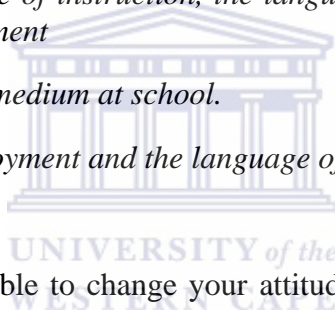 e of instruction, the langu
ment
medium at school.
oyment and the language of
UNIVERSITY of the
ble to change your attitud
WESTERN CAPE